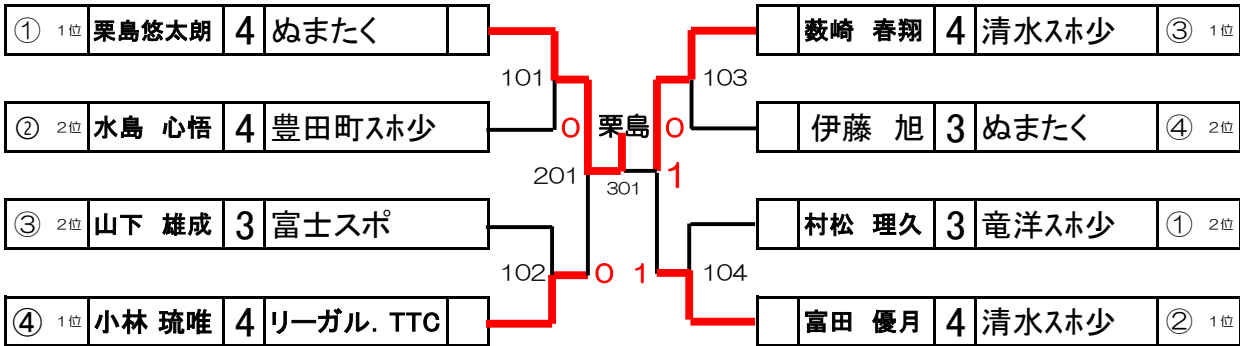 ① 1位 栗島悠太朗 4 ぬまたく
薮崎 春翔 4 清水スポ少 ③ 1位
101
103
② 2位 水島 心悟 4 豊田町スポ少
0 栗島 0
伊藤 旭 3 ぬまたく ④ 2位
201
301
1
③ 2位 山下 雄成 3 富士スポ
村松 理久 3 竜洋スポ少 ① 2位
102
0 1
104
④ 1位 小林 琉唯 4 リーガル．TTC
富田 優月 4 清水スポ少 ② 1位